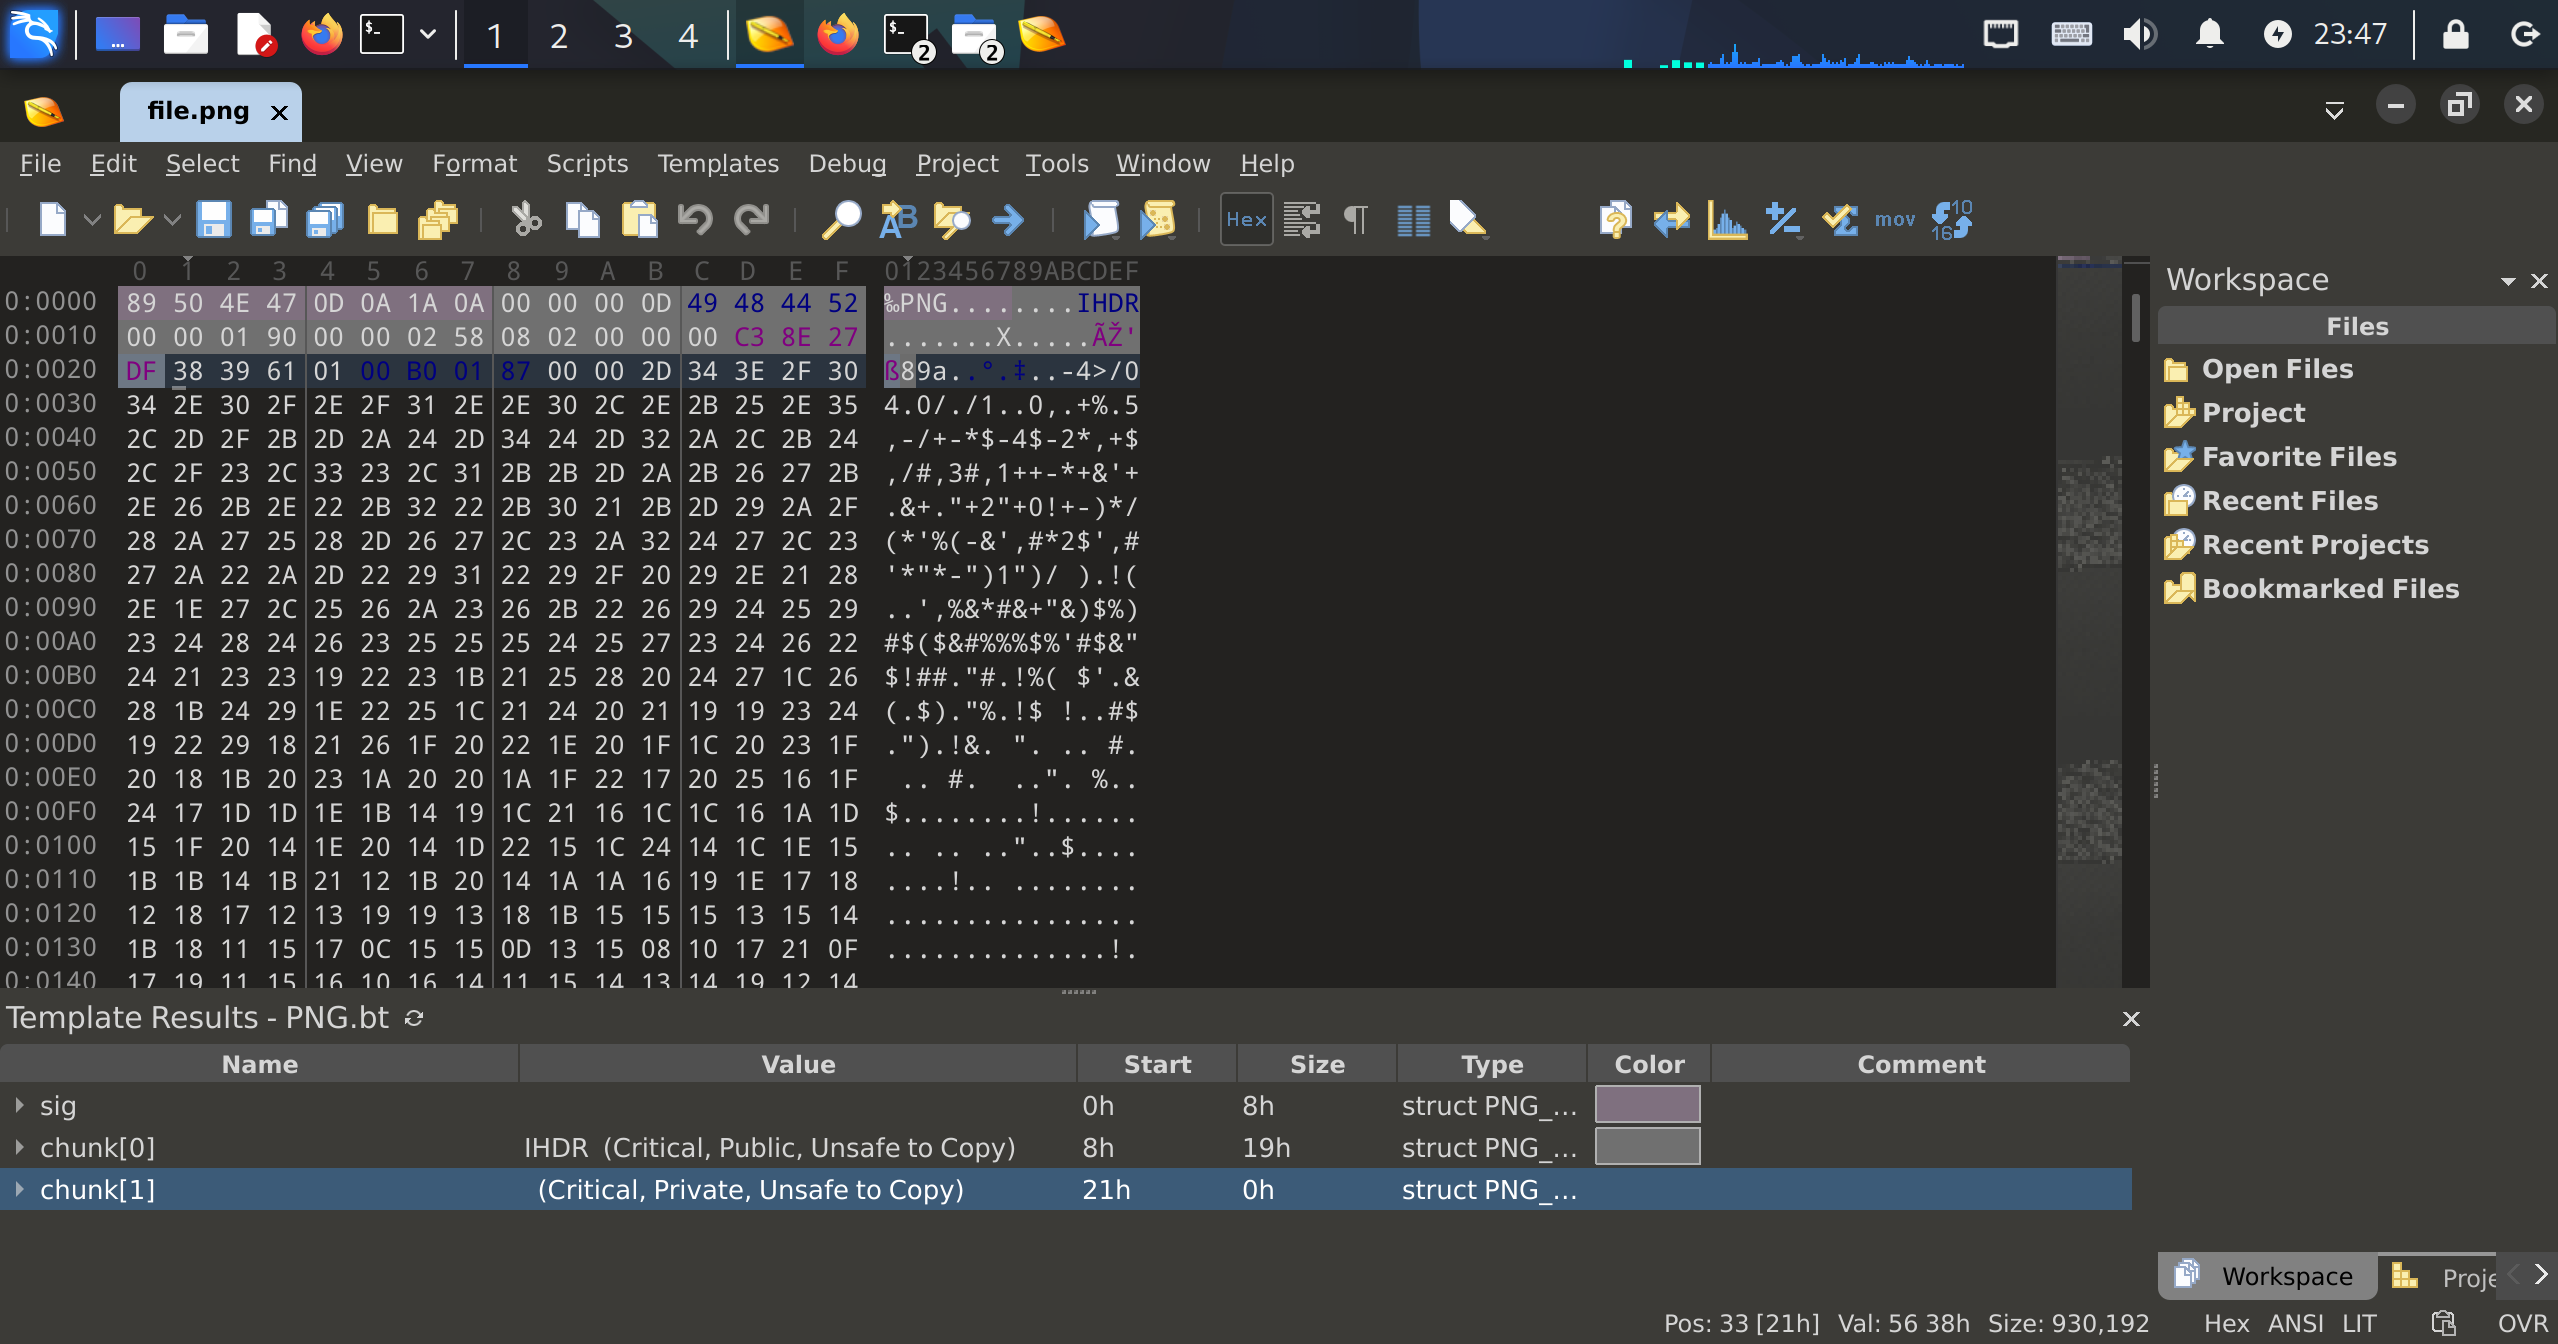 1 2 3 4 2 2 23:47
file.png
File Edit Select Find View Format Scripts Templates Debug Project Tools Window Help
Hex mov 10 16
0 1 2 3 4 5 6 7 8 9 A B C D E F 0123456789ABCDEF
0:0000 89 50 4E 47 0D 0A 1A 0A 00 00 00 0D 49 48 44 52 ‰PNG........IHDR
0:0010 00 00 01 90 00 00 02 58 08 02 00 00 00 C3 8E 27 .......X.....ÃŽ'
0:0020 DF 38 39 61 01 00 B0 01 87 00 00 2D 34 3E 2F 30 ß89a..°.‡..-4>/0
0:0030 34 2E 30 2F 2E 2F 31 2E 2E 30 2C 2E 2B 25 2E 35 4.0/./1..0,.+%.5
0:0040 2C 2D 2F 2B 2D 2A 24 2D 34 24 2D 32 2A 2C 2B 24 ,-/+-*$-4$-2*,+$
0:0050 2C 2F 23 2C 33 23 2C 31 2B 2B 2D 2A 2B 26 27 2B ,/#,3#,1++-*+&'+
0:0060 2E 26 2B 2E 22 2B 32 22 2B 30 21 2B 2D 29 2A 2F .&+."+2"+0!+-)*/
0:0070 28 2A 27 25 28 2D 26 27 2C 23 2A 32 24 27 2C 23 (*'%(-&',#*2$',#
0:0080 27 2A 22 2A 2D 22 29 31 22 29 2F 20 29 2E 21 28 '*"*-")1")/ ).!(
0:0090 2E 1E 27 2C 25 26 2A 23 26 2B 22 26 29 24 25 29 ..',%&*#&+"&)$%)
0:00A0 23 24 28 24 26 23 25 25 25 24 25 27 23 24 26 22 #$($&#%%%$%'#$&"
0:00B0 24 21 23 23 19 22 23 1B 21 25 28 20 24 27 1C 26 $!##."#.!%( $'.&
0:00C0 28 1B 24 29 1E 22 25 1C 21 24 20 21 19 19 23 24 (.$)."%.!$ !..#$
0:00D0 19 22 29 18 21 26 1F 20 22 1E 20 1F 1C 20 23 1F .").!&. ". .. #.
0:00E0 20 18 1B 20 23 1A 20 20 1A 1F 22 17 20 25 16 1F .. #.  ..". %..
0:00F0 24 17 1D 1D 1E 1B 14 19 1C 21 16 1C 1C 16 1A 1D $........!......
0:0100 15 1F 20 14 1E 20 14 1D 22 15 1C 24 14 1C 1E 15 .. .. .."..$....
0:0110 1B 1B 14 1B 21 12 1B 20 14 1A 1A 16 19 1E 17 18 ....!.. ........
0:0120 12 18 17 12 13 19 19 13 18 1B 15 15 15 13 15 14 ................
0:0130 1B 18 11 15 17 0C 15 15 0D 13 15 08 10 17 21 0F ..............!.
0:0140 17 19 11 15 16 10 16 14 11 15 14 13 14 19 12 14
Workspace
Files
Open Files
Project
Favorite Files
Recent Files
Recent Projects
Bookmarked Files
Template Results - PNG.bt
Name Value Start Size Type Color Comment
sig 0h 8h struct PNG_...
chunk[0] IHDR (Critical, Public, Unsafe to Copy) 8h 19h struct PNG_...
chunk[1] (Critical, Private, Unsafe to Copy) 21h 0h struct PNG_...
Workspace Proje
Pos: 33 [21h] Val: 56 38h Size: 930,192 Hex ANSI LIT OVR